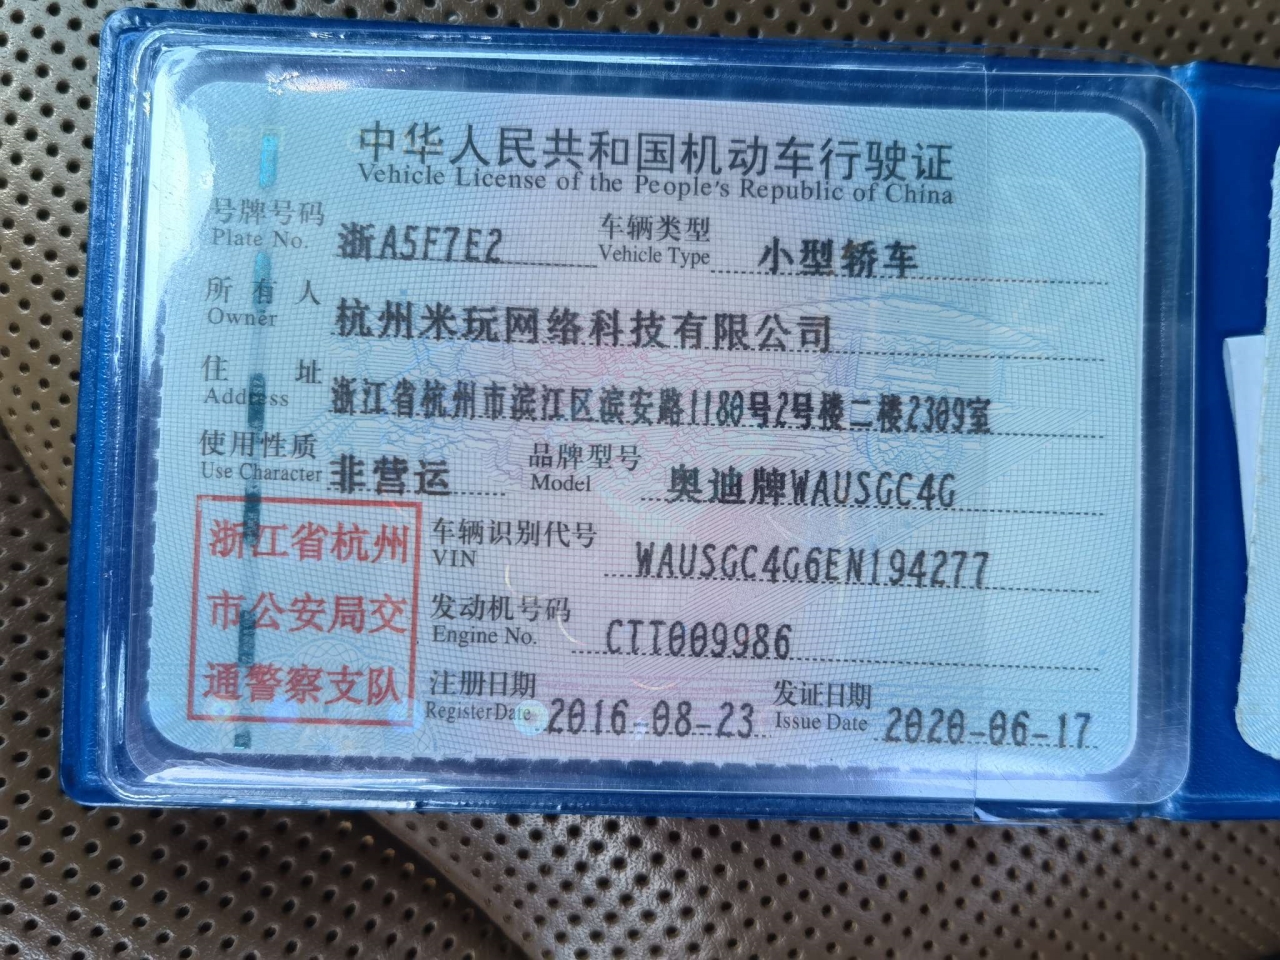 中华人民共和国机动车行驶证
Vehicle License of the People's Republic of China
号牌号码 浙A5F7E2 车辆类型 小型轿车
Plate No. Vehicle Type
所有人 杭州米玩网络科技有限公司
Owner
住址 浙江省杭州市滨江区滨安路1180号2号楼二楼2309室
Address
使用性质 非营运 品牌型号 奥迪牌WAUSGC4G
Use Character Model
浙江省杭州
市公安局交
通警察支队
车辆识别代号 WAUSGC4G6EN194277
VIN
发动机号码 CTT009986
Engine No.
注册日期 2016-08-23 发证日期 2020-06-17
Register Date Issue Date